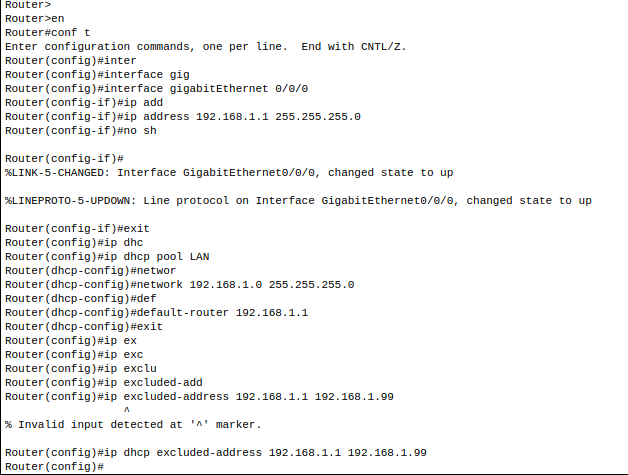 Router>
Router>en
Router#conf t
Enter configuration commands, one per line.  End with CNTL/Z.
Router(config)#inter
Router(config)#interface gig
Router(config)#interface gigabitEthernet 0/0/0
Router(config-if)#ip add
Router(config-if)#ip address 192.168.1.1 255.255.255.0
Router(config-if)#no sh

Router(config-if)#
%LINK-5-CHANGED: Interface GigabitEthernet0/0/0, changed state to up

%LINEPROTO-5-UPDOWN: Line protocol on Interface GigabitEthernet0/0/0, changed state to up

Router(config-if)#exit
Router(config)#ip dhc
Router(config)#ip dhcp pool LAN
Router(dhcp-config)#networ
Router(dhcp-config)#network 192.168.1.0 255.255.255.0
Router(dhcp-config)#def
Router(dhcp-config)#default-router 192.168.1.1
Router(dhcp-config)#exit
Router(config)#ip ex
Router(config)#ip exc
Router(config)#ip exclu
Router(config)#ip excluded-add
Router(config)#ip excluded-address 192.168.1.1 192.168.1.99
                  ^
% Invalid input detected at '^' marker.

Router(config)#ip dhcp excluded-address 192.168.1.1 192.168.1.99
Router(config)#